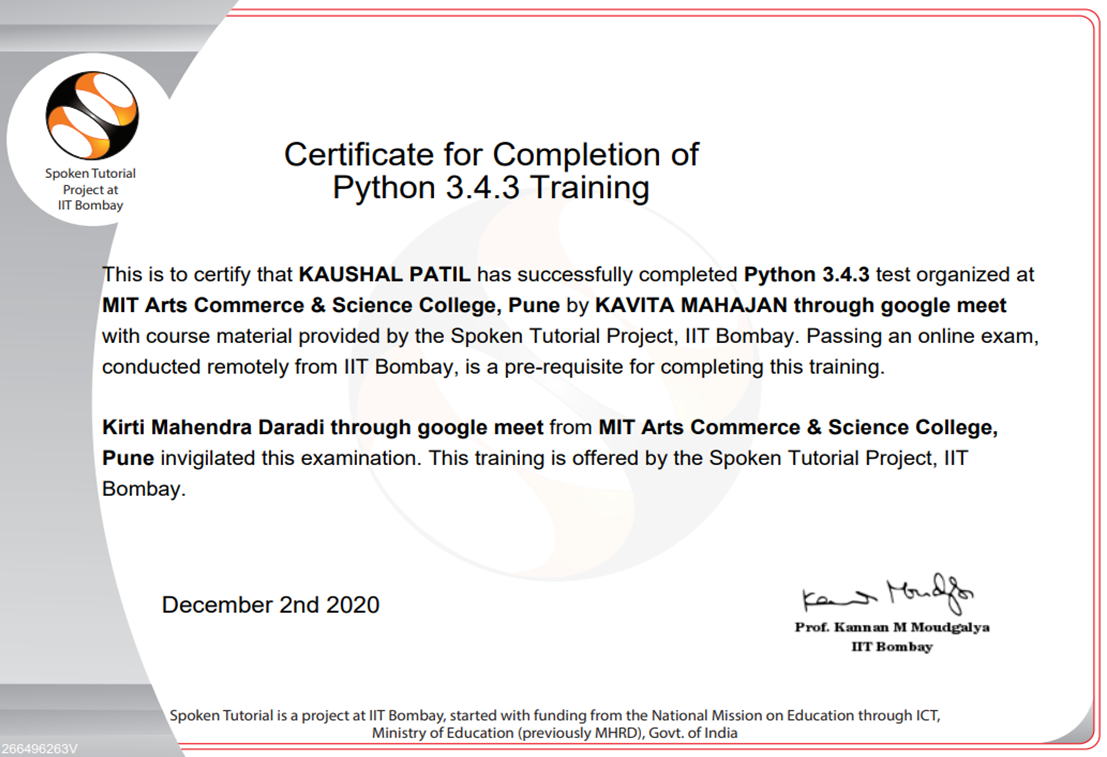 Spoken Tutorial
Project at
IIT Bombay
Certificate for Completion of
Python 3.4.3 Training
This is to certify that KAUSHAL PATIL has successfully completed Python 3.4.3 test organized at
MIT Arts Commerce & Science College, Pune by KAVITA MAHAJAN through google meet
with course material provided by the Spoken Tutorial Project, IIT Bombay. Passing an online exam,
conducted remotely from IIT Bombay, is a pre-requisite for completing this training.
Kirti Mahendra Daradi through google meet from MIT Arts Commerce & Science College,
Pune invigilated this examination. This training is offered by the Spoken Tutorial Project, IIT
Bombay.
December 2nd 2020
Kannan Moudgalya
Prof. Kannan M Moudgalya
IIT Bombay
Spoken Tutorial is a project at IIT Bombay, started with funding from the National Mission on Education through ICT,
Ministry of Education (previously MHRD), Govt. of India
266496263V